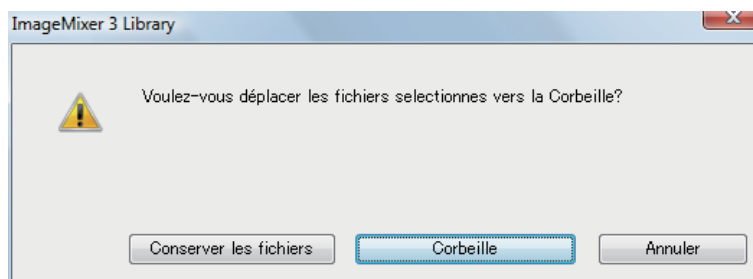 ImageMixer 3 Library
Voulez-vous déplacer les fichiers selectionnes vers la Corbeille?
Conserver les fichiers
Corbeille
Annuler